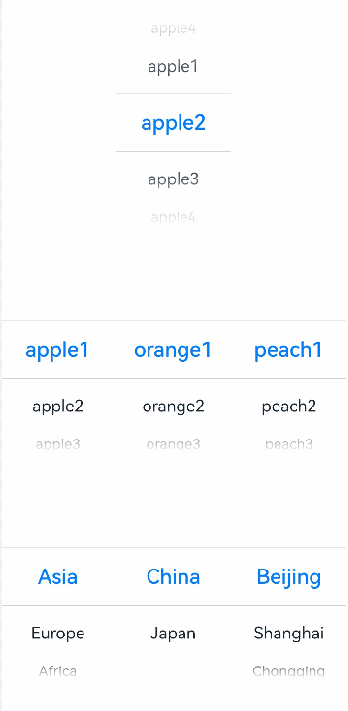 apple4
apple1
apple2
apple3
apple4
apple1 orange1 peach1
apple2 orange2 peach2
apple3 orange3 peach3
Asia China Beijing
Europe Japan Shanghai
Africa Chongqing